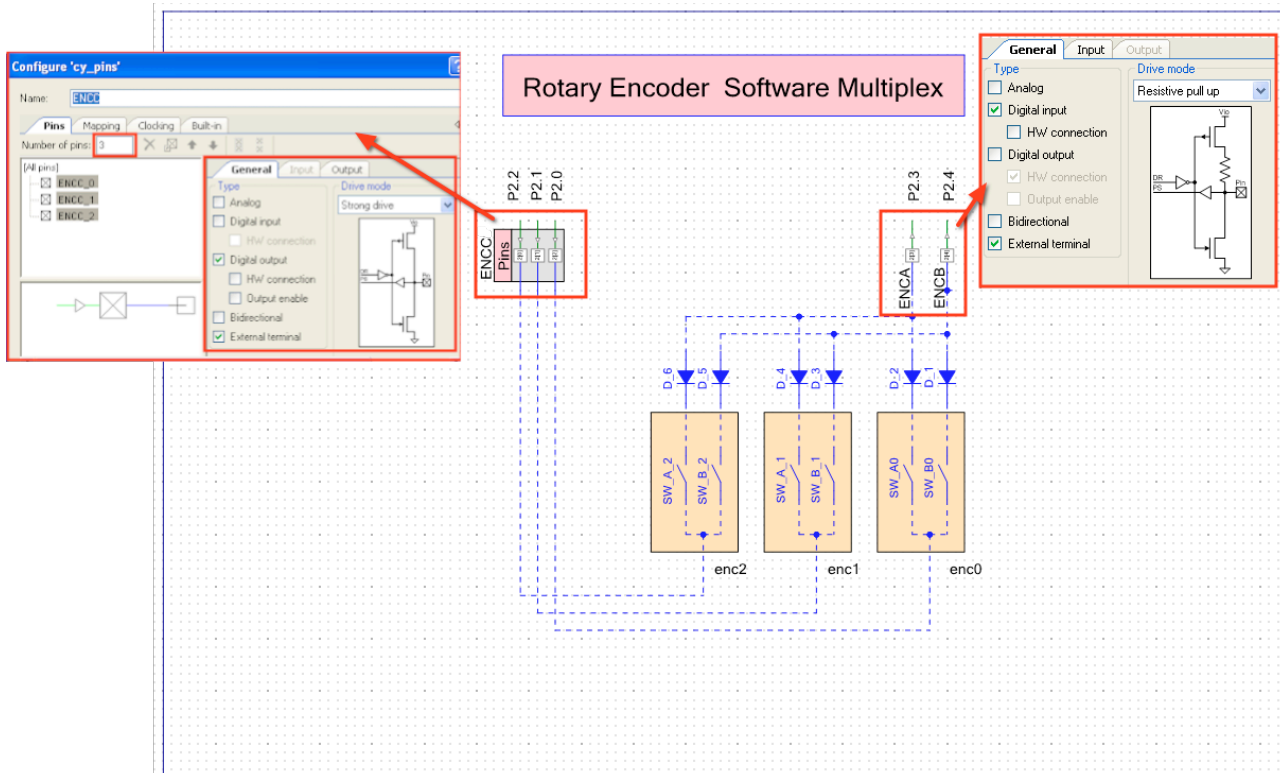 Configure 'cy_pins'
Name: ENCC
Pins Mapping Clocking Built-in
Number of pins: 3
[All pins]
ENCC_0
ENCC_1
ENCC_2
General Input Output
Type
Analog
Digital input
HW connection
Digital output
HW connection
Output enable
Bidirectional
External terminal
Drive mode
Strong drive
Rotary Encoder Software Multiplex
General Input Output
Type
Analog
Digital input
HW connection
Digital output
HW connection
Output enable
Bidirectional
External terminal
Drive mode
Resistive pull up
Vio
DR
PS
Pin
P2.2
P2.1
P2.0
ENCC
Pins
P2.3
P2.4
ENCA
ENCB
D_6
D_5
D_4
D_3
D_2
D_1
SW_A_2
SW_B_2
SW_A_1
SW_B_1
SW_A0
SW_B0
enc2
enc1
enc0